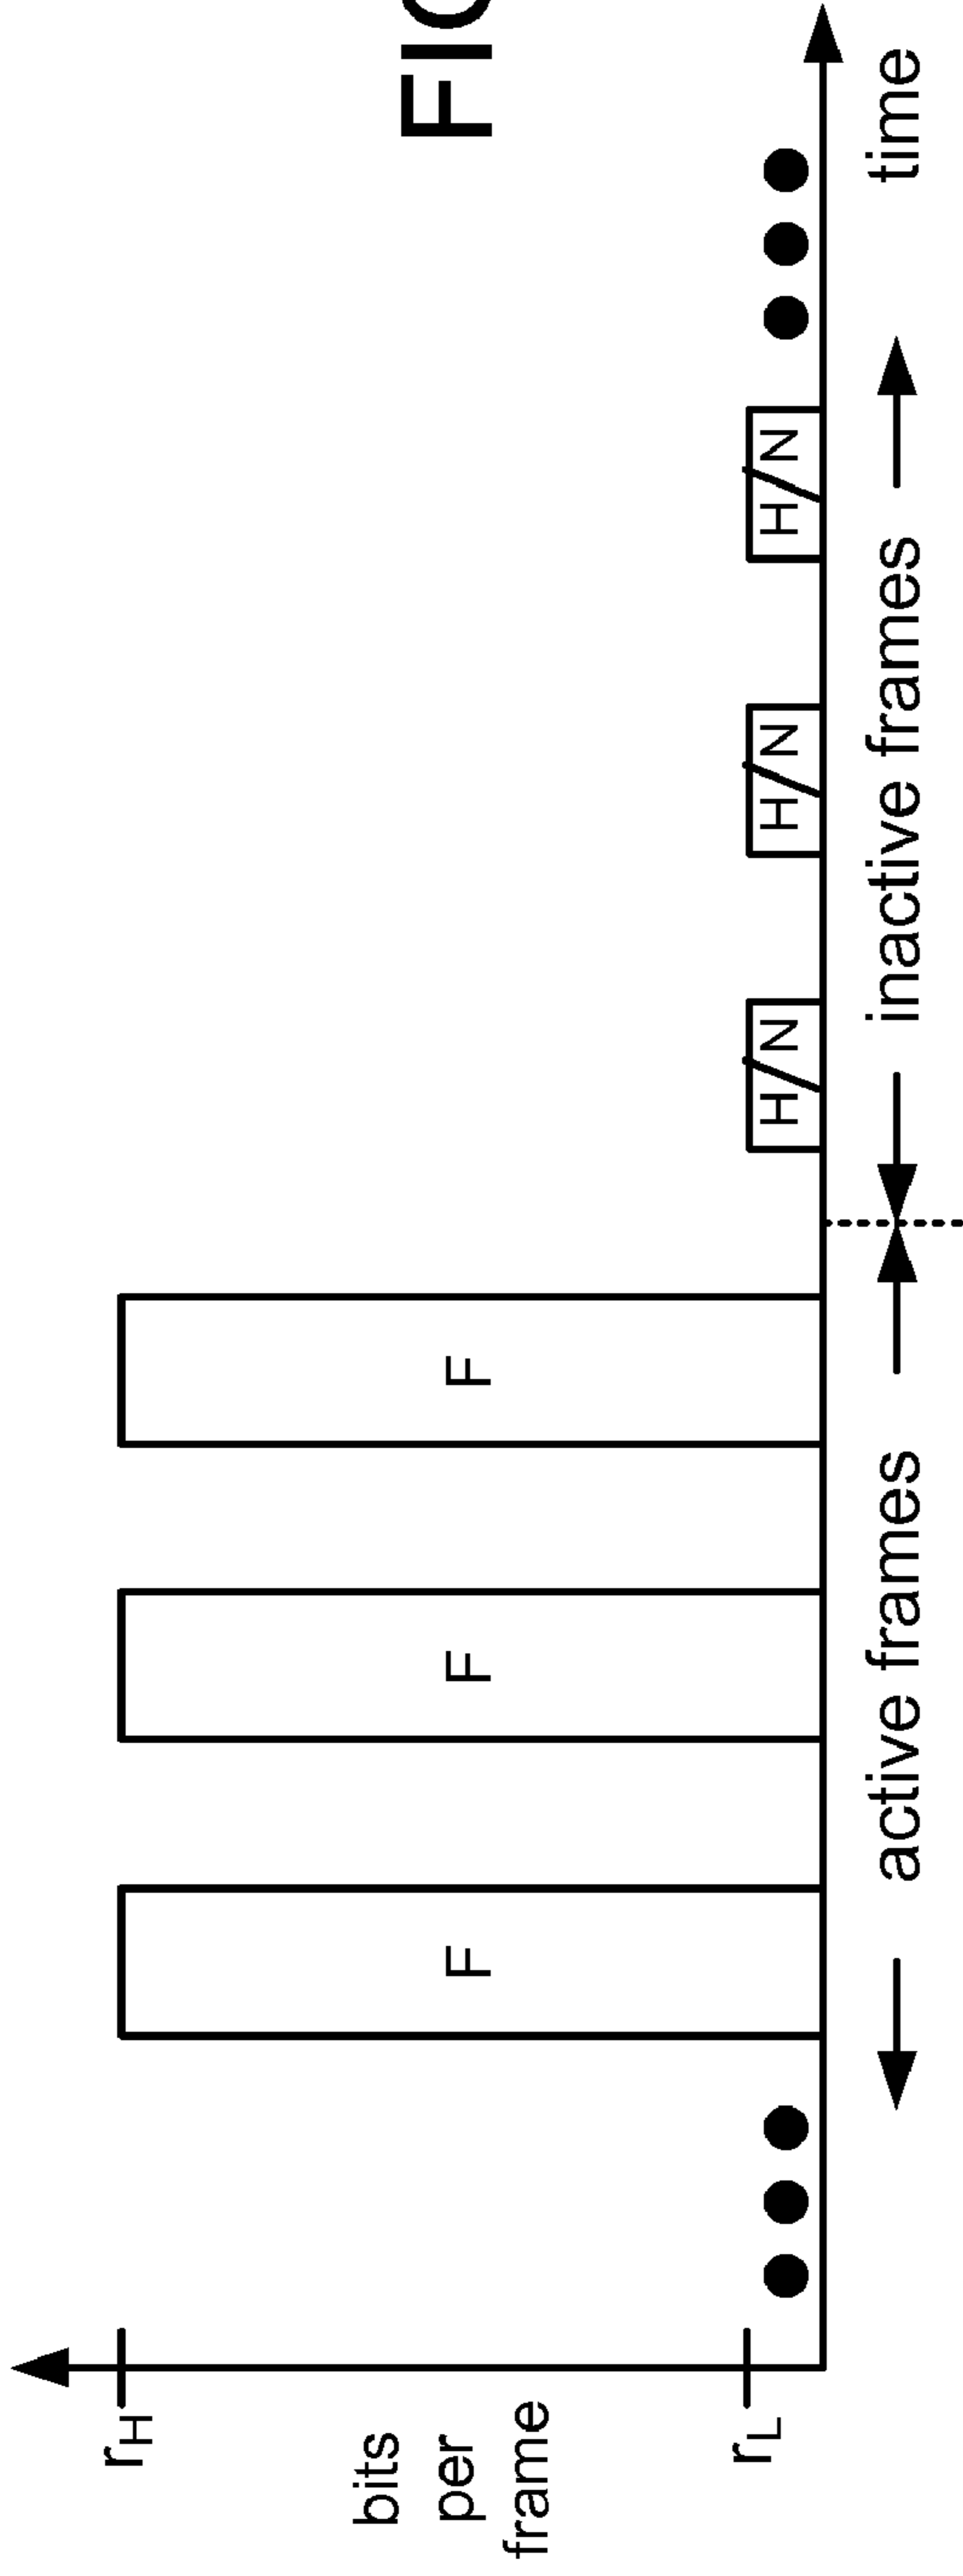 FIG
r_H
bits
per
frame
r_L
F
F
F
H/N
H/N
H/N
active frames
inactive frames
time